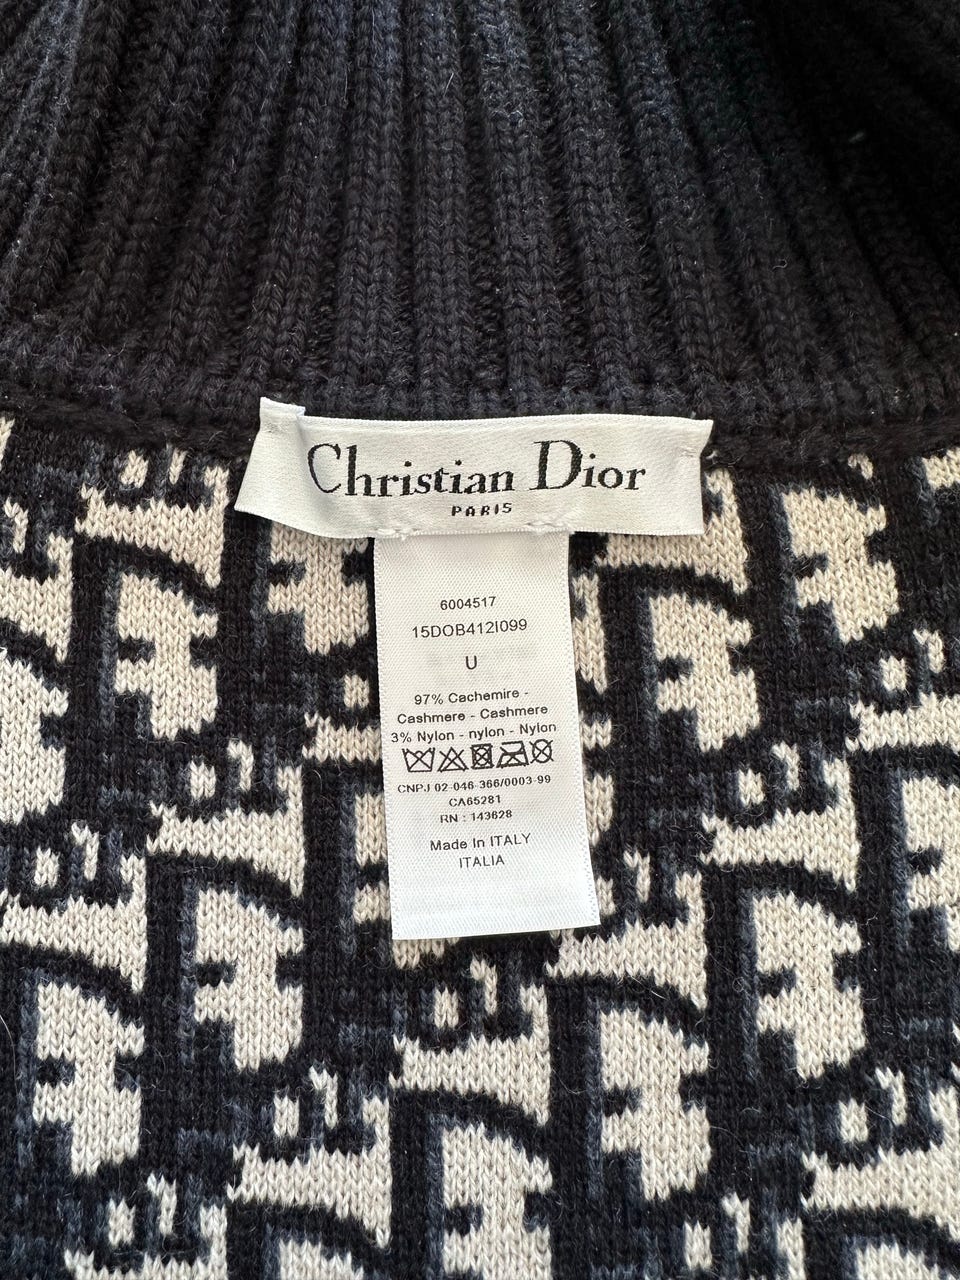 Christian Dior
PARIS
6004517
15DOB412I099
U
97% Cachemire -
Cashmere - Cashmere
3% Nylon - nylon - Nylon
CNPJ 02-046-366/0003-99
CA65281
RN : 143628
Made In ITALY
ITALIA